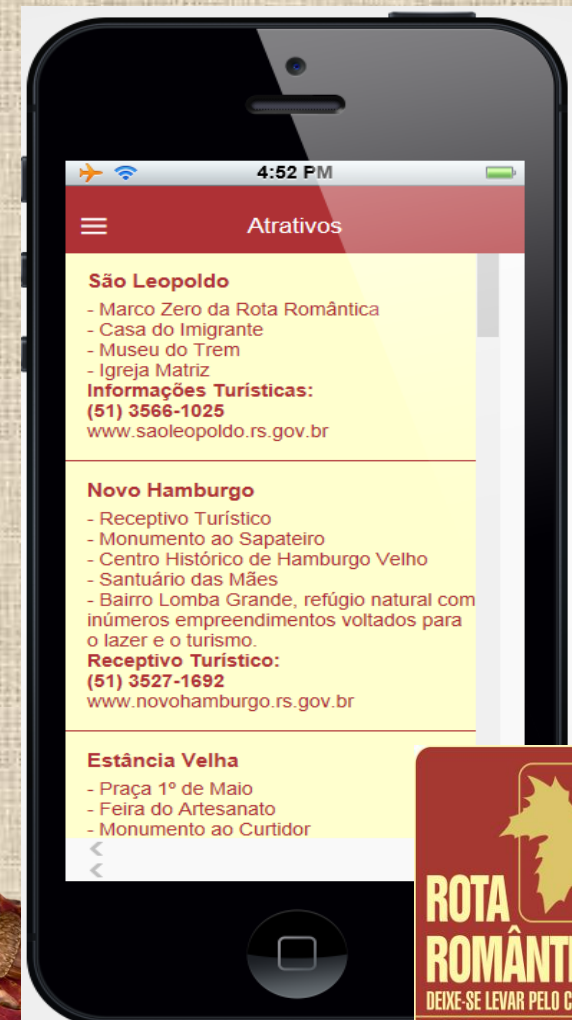 4:52 PM
Atrativos
São Leopoldo
- Marco Zero da Rota Romântica
- Casa do Imigrante
- Museu do Trem
- Igreja Matriz
Informações Turísticas:
(51) 3566-1025
www.saoleopoldo.rs.gov.br
Novo Hamburgo
- Receptivo Turístico
- Monumento ao Sapateiro
- Centro Histórico de Hamburgo Velho
- Santuário das Mães
- Bairro Lomba Grande, refúgio natural com
inúmeros empreendimentos voltados para
o lazer e o turismo.
Receptivo Turístico:
(51) 3527-1692
www.novohamburgo.rs.gov.br
Estância Velha
- Praça 1º de Maio
- Feira do Artesanato
- Monumento ao Curtidor
ROTA
DEIXE-SE LEVAR PELO